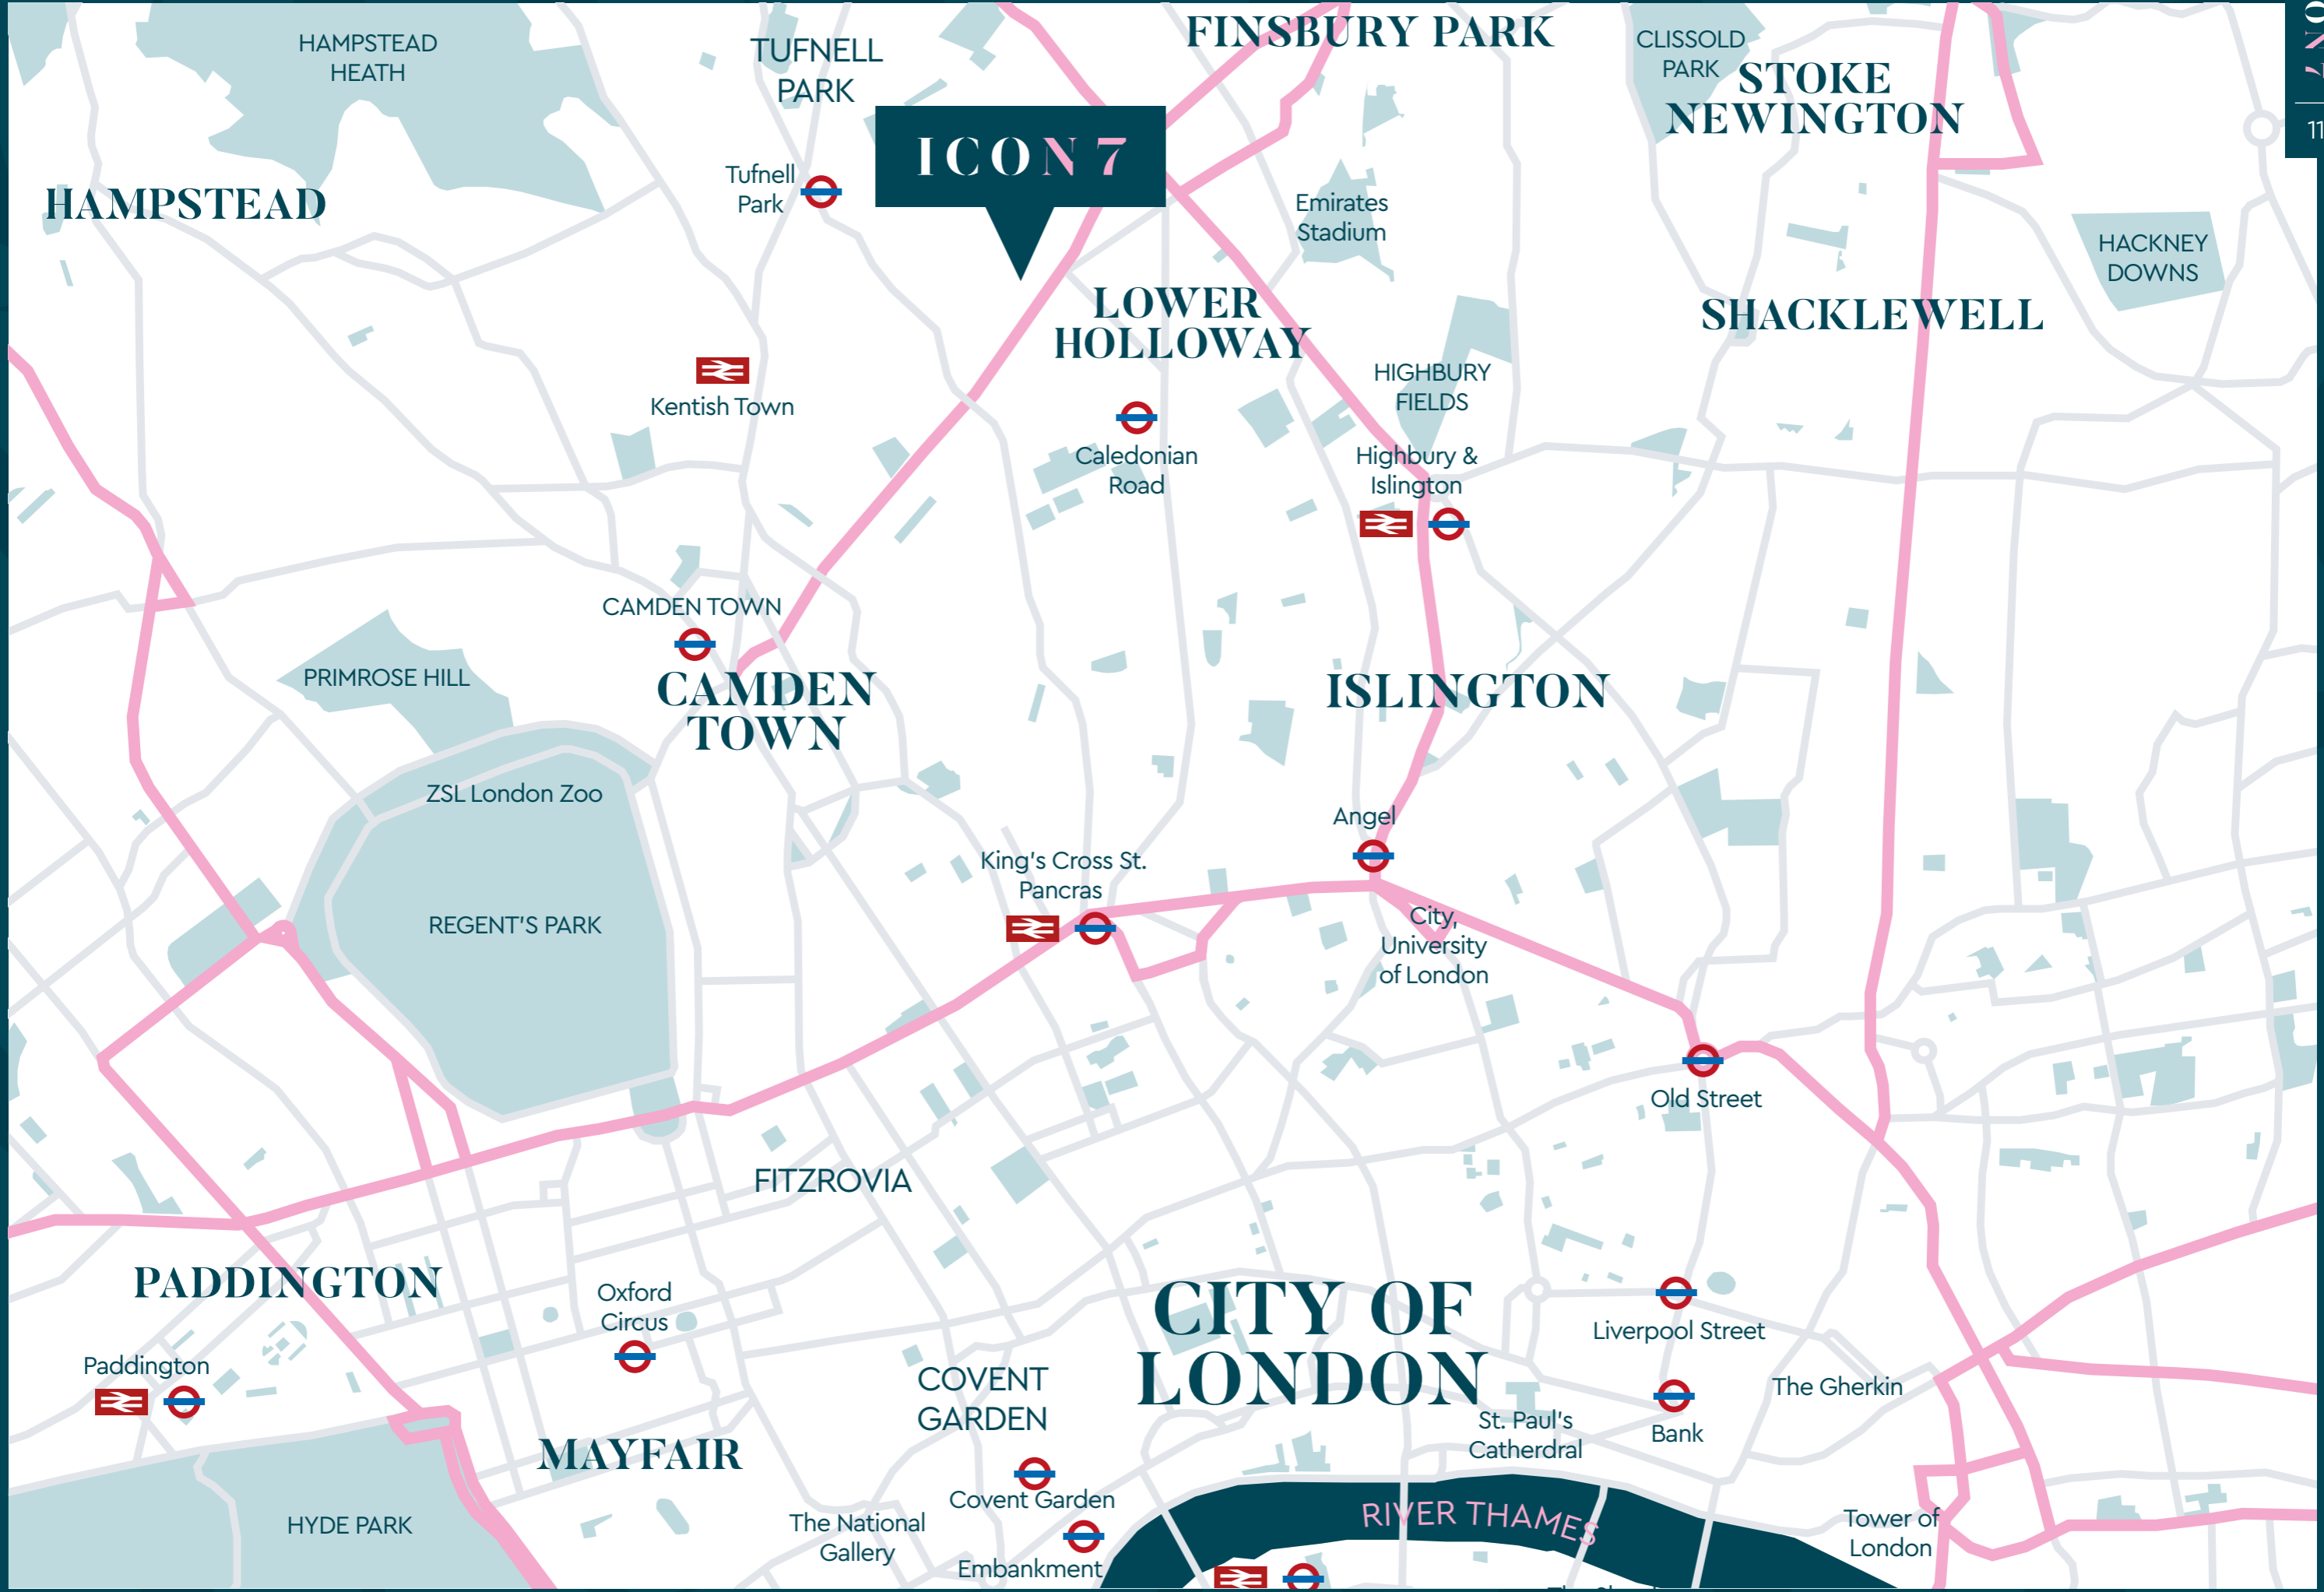 HAMPSTEAD
HEATH
TUFNELL
PARK
FINSBURY PARK
CLISSOLD
PARK
STOKE
NEWINGTON
11
ICON 7
Tufnell
Park
HAMPSTEAD
Emirates
Stadium
HACKNEY
DOWNS
LOWER
HOLLOWAY
SHACKLEWELL
Kentish Town
HIGHBURY
FIELDS
Caledonian
Road
Highbury &
Islington
CAMDEN TOWN
PRIMROSE HILL
CAMDEN
TOWN
ISLINGTON
ZSL London Zoo
Angel
King's Cross St.
Pancras
REGENT'S PARK
City,
University
of London
Old Street
FITZROVIA
PADDINGTON
Oxford
Circus
CITY OF
LONDON
Liverpool Street
Paddington
COVENT
GARDEN
The Gherkin
St. Paul's
Catherdral
Bank
MAYFAIR
Covent Garden
RIVER THAMES
HYDE PARK
The National
Gallery
Embankment
Tower of
London